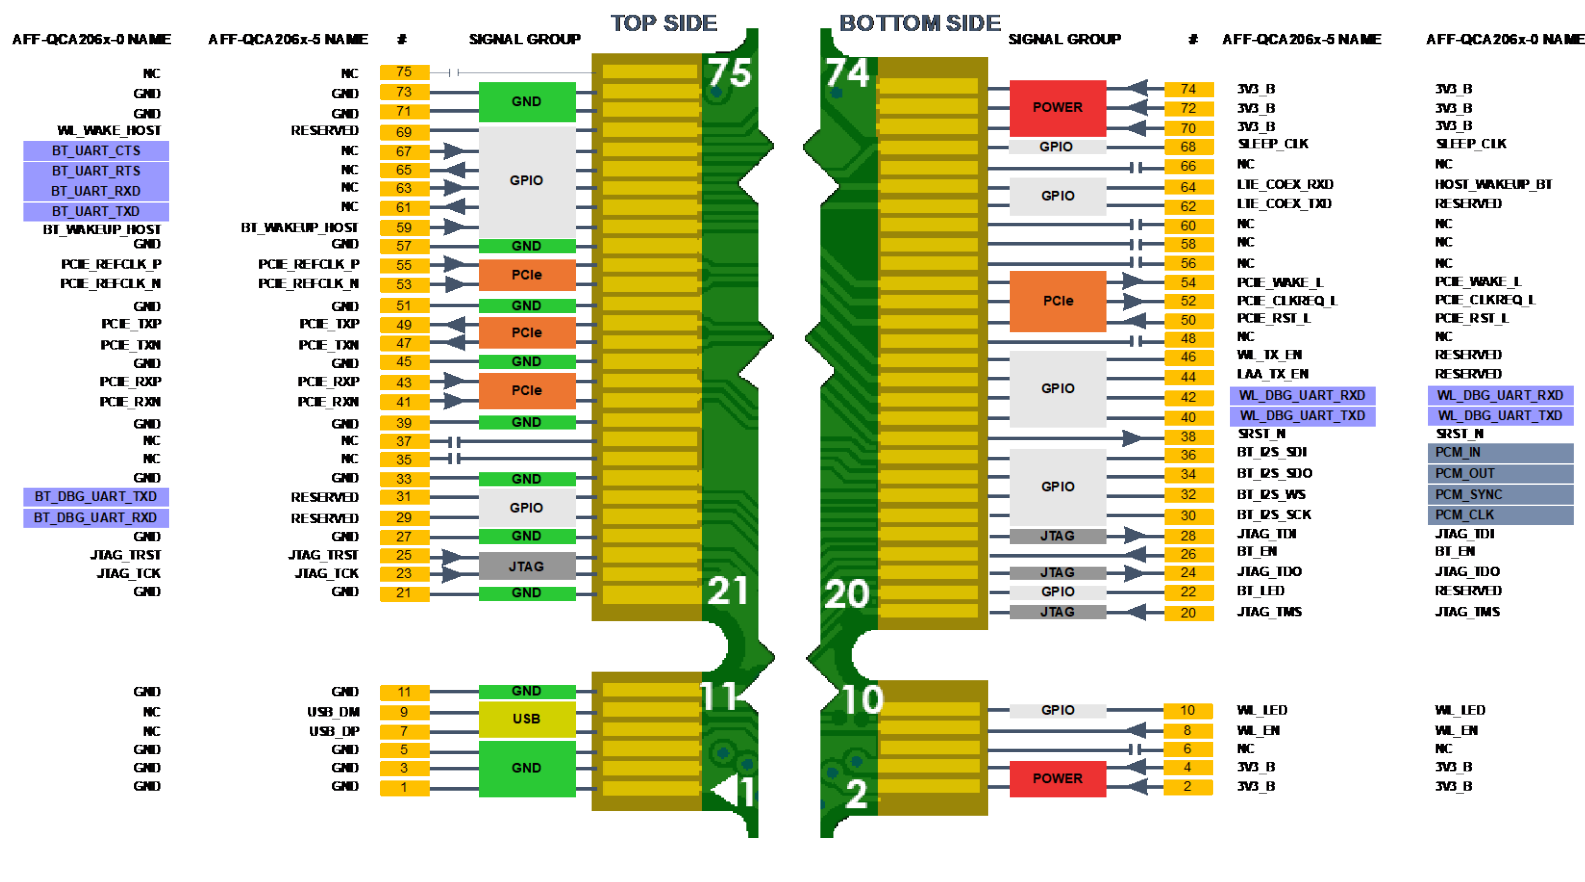 TOP SIDE BOTTOM SIDE
AFF-QCA206x-0 NAME AFF-QCA206x-5 NAME # SIGNAL GROUP SIGNAL GROUP # AFF-QCA206x-5 NAME AFF-QCA206x-0 NAME
NC NC 75
GND GND 73
GND
GND GND 71
WL_WAKE_HOST RESERVED 69
BT_UART_CTS NC 67
BT_UART_RTS NC 65
GPIO
BT_UART_RXD NC 63
BT_UART_TXD NC 61
BT_WAKEUP_HOST BT_WAKEUP_HOST 59
GND GND 57 GND
PCIE_REFCLK_P PCIE_REFCLK_P 55
PCIe
PCIE_REFCLK_N PCIE_REFCLK_N 53
GND GND 51 GND
PCIE_TXP PCIE_TXP 49
PCIe
PCIE_TXN PCIE_TXN 47
GND GND 45 GND
PCIE_RXP PCIE_RXP 43
PCIe
PCIE_RXN PCIE_RXN 41
GND GND 39 GND
NC NC 37
NC NC 35
GND GND 33 GND
BT_DBG_UART_TXD RESERVED 31
GPIO
BT_DBG_UART_RXD RESERVED 29
GND GND 27 GND
JTAG_TRST JTAG_TRST 25
JTAG
JTAG_TCK JTAG_TCK 23
GND GND 21 GND
GND GND 11 GND
NC USB_DM 9
USB
NC USB_DP 7
GND GND 5
GND GND 3 GND
GND GND 1
75 74
21 20
11 10
1 2
74 3V3_B 3V3_B
POWER 72 3V3_B 3V3_B
70 3V3_B 3V3_B
GPIO 68 SLEEP_CLK SLEEP_CLK
66 NC NC
64 LTE_COEX_RXD HOST_WAKEUP_BT
GPIO
62 LTE_COEX_TXD RESERVED
60 NC NC
58 NC NC
56 NC NC
54 PCIE_WAKE_L PCIE_WAKE_L
PCIe 52 PCIE_CLKREQ_L PCIE_CLKREQ_L
50 PCIE_RST_L PCIE_RST_L
48 NC NC
46 WL_TX_EN RESERVED
44 LAA_TX_EN RESERVED
GPIO
42 WL_DBG_UART_RXD WL_DBG_UART_RXD
40 WL_DBG_UART_TXD WL_DBG_UART_TXD
38 SRST_N SRST_N
36 BT_I2S_SDI PCM_IN
34 BT_I2S_SDO PCM_OUT
GPIO
32 BT_I2S_WS PCM_SYNC
30 BT_I2S_SCK PCM_CLK
JTAG 28 JTAG_TDI JTAG_TDI
26 BT_EN BT_EN
JTAG 24 JTAG_TDO JTAG_TDO
GPIO 22 BT_LED RESERVED
JTAG 20 JTAG_TMS JTAG_TMS
GPIO 10 WL_LED WL_LED
8 WL_EN WL_EN
6 NC NC
4 3V3_B 3V3_B
POWER
2 3V3_B 3V3_B